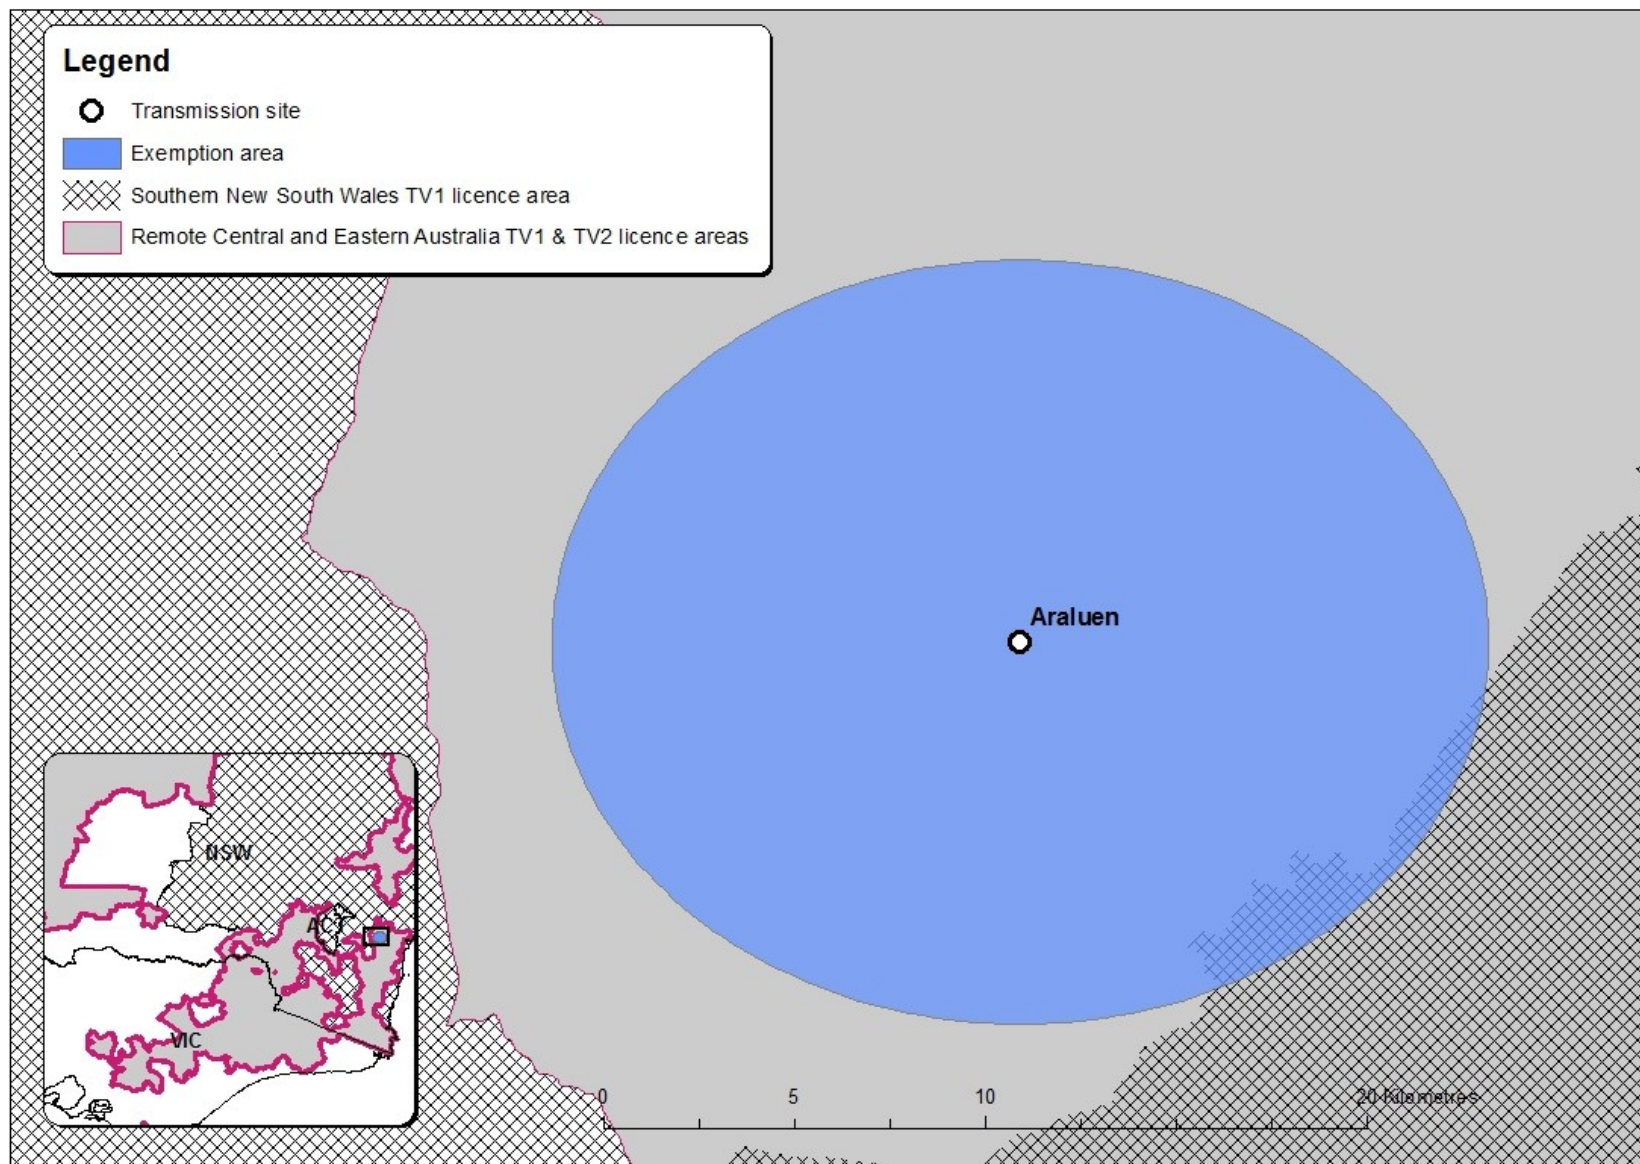 Legend
Transmission site
Exemption area
Southern New South Wales TV1 licence area
Remote Central and Eastern Australia TV1 & TV2 licence areas
Araluen
NSW
ACT
VIC
0 5 10 20 Kilometres